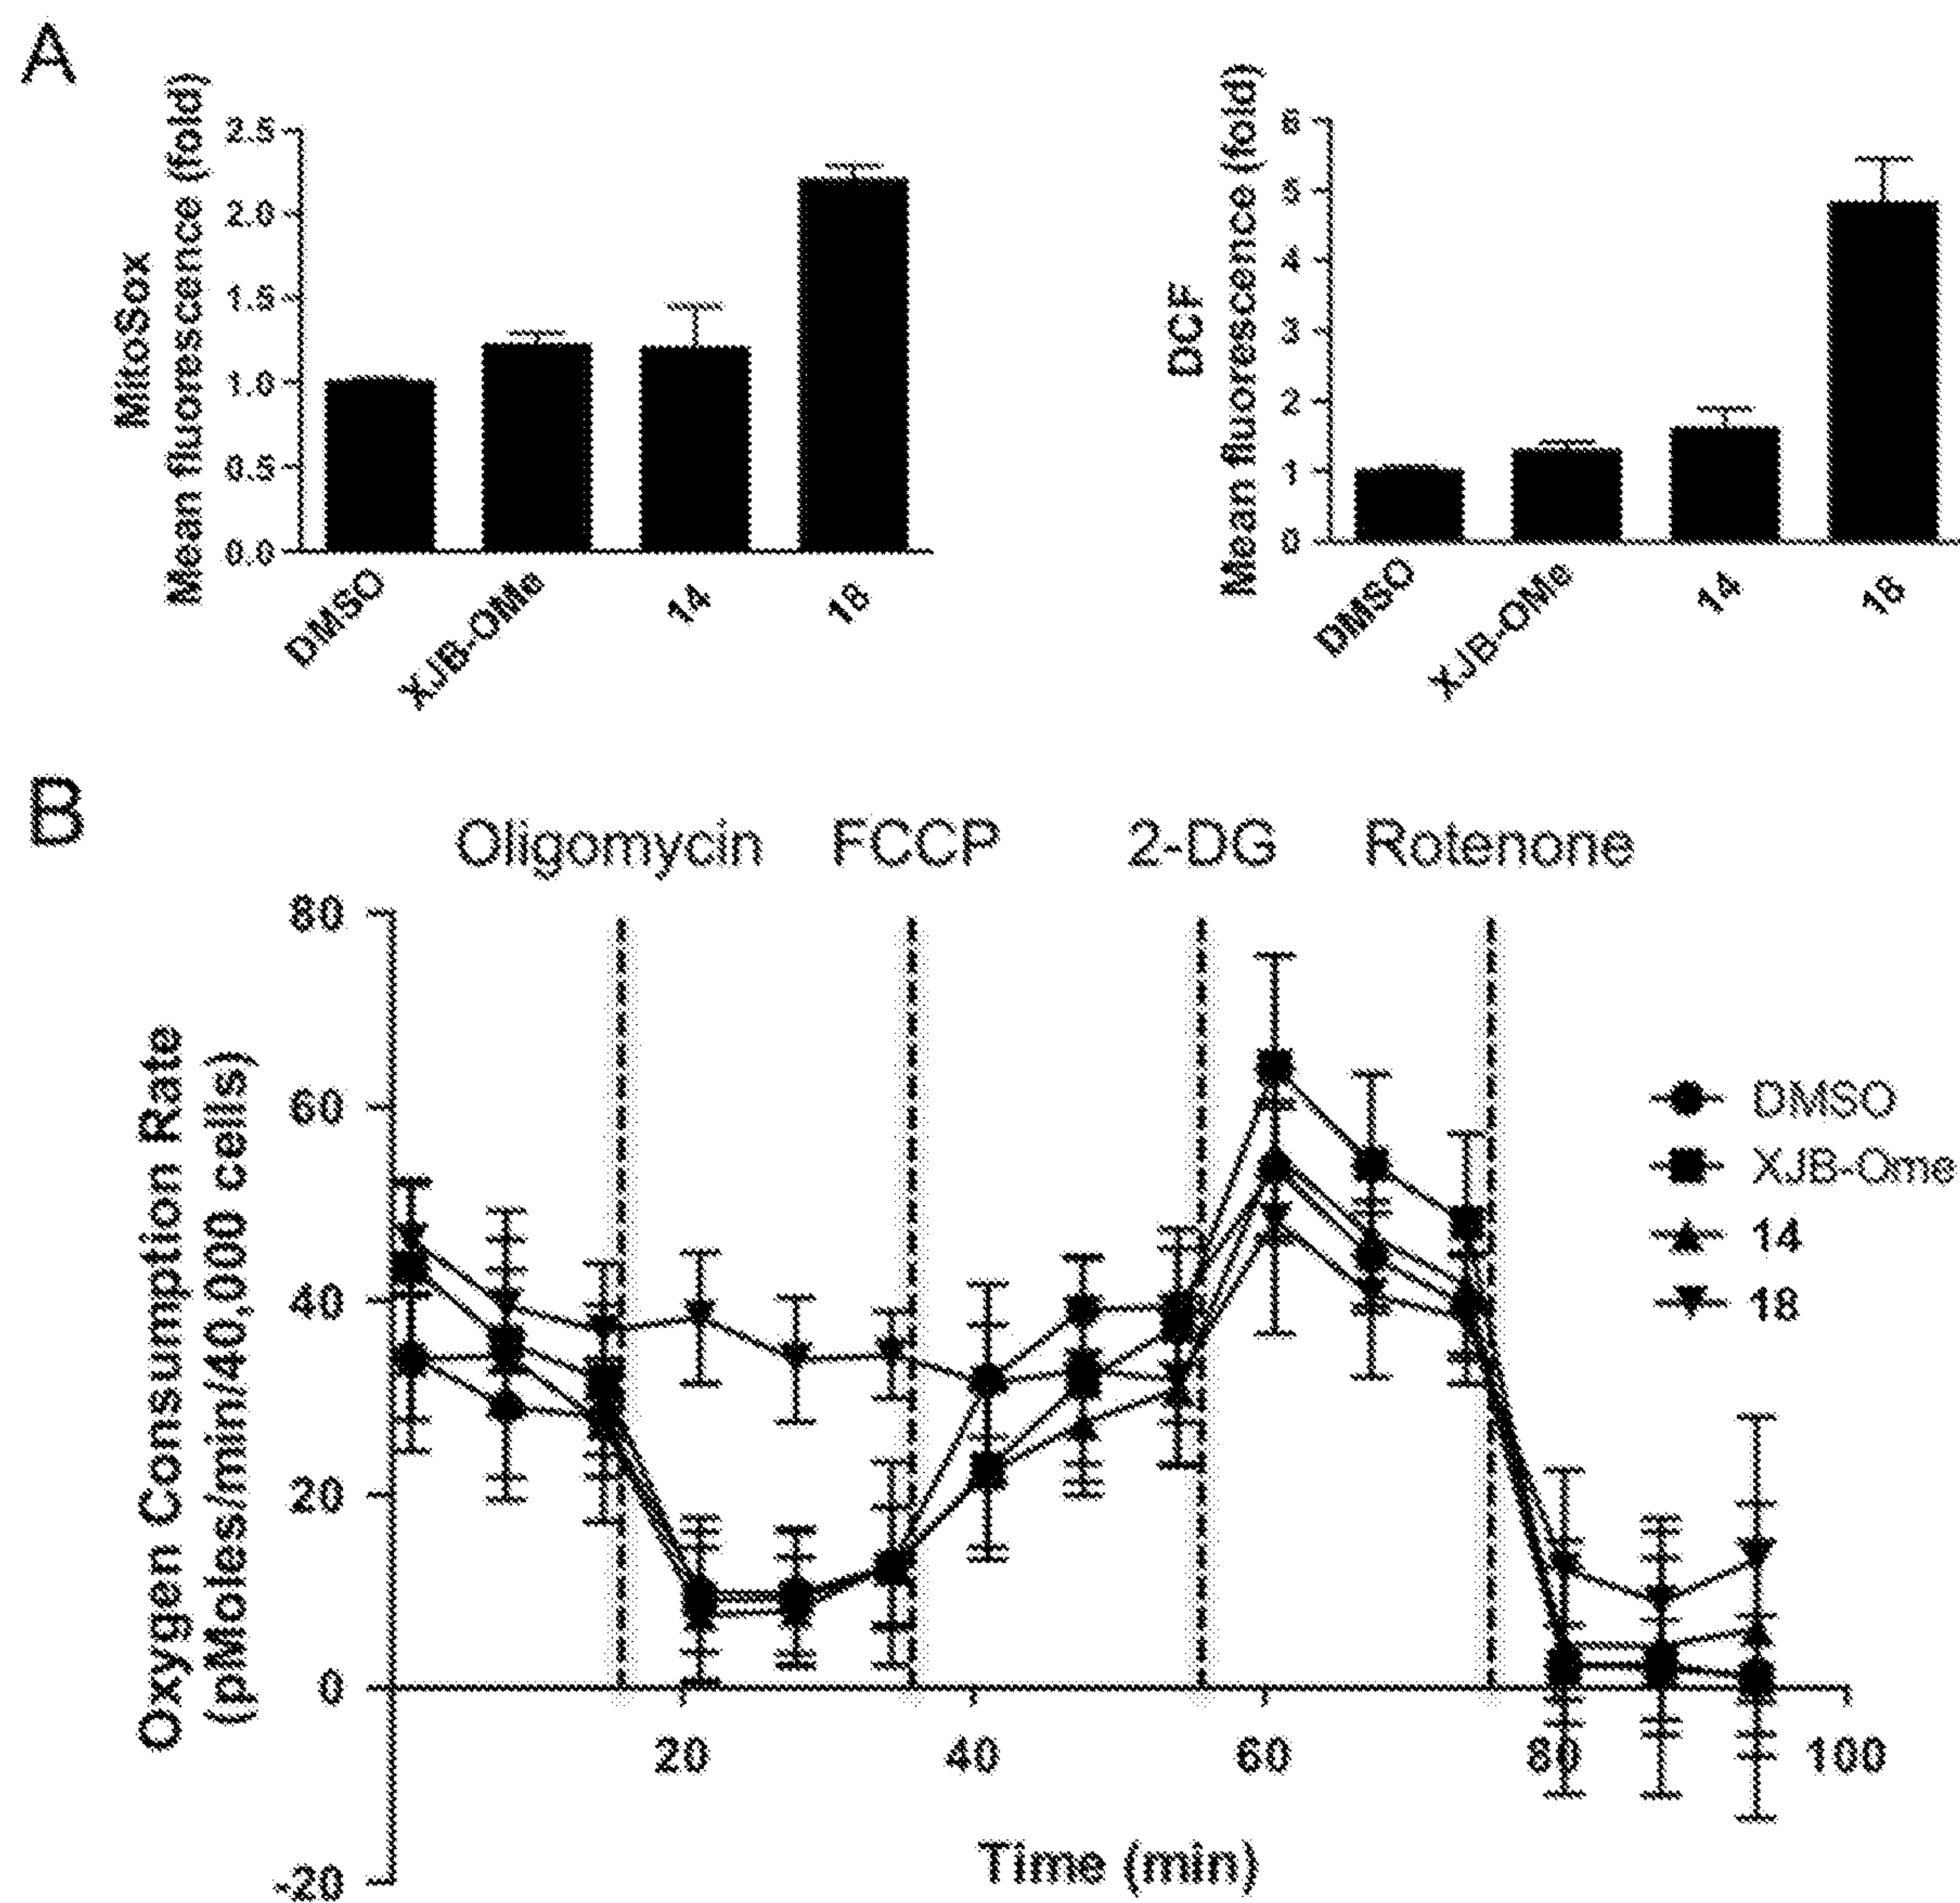 A
MitoSox
Mean fluorescence (fold)
2.5
2.0
1.5
1.0
0.5
0.0
DMSO
XJB-OMe
14
18
DCF
Mean fluorescence (fold)
6
5
4
3
2
1
0
DMSO
XJB-OMe
14
18
B
Oligomycin FCCP 2-DG Rotenone
Oxygen Consumption Rate
(pMoles/min/40,000 cells)
80
60
40
20
0
-20
20 40 60 80 100
Time (min)
DMSO
XJB-Ome
14
18